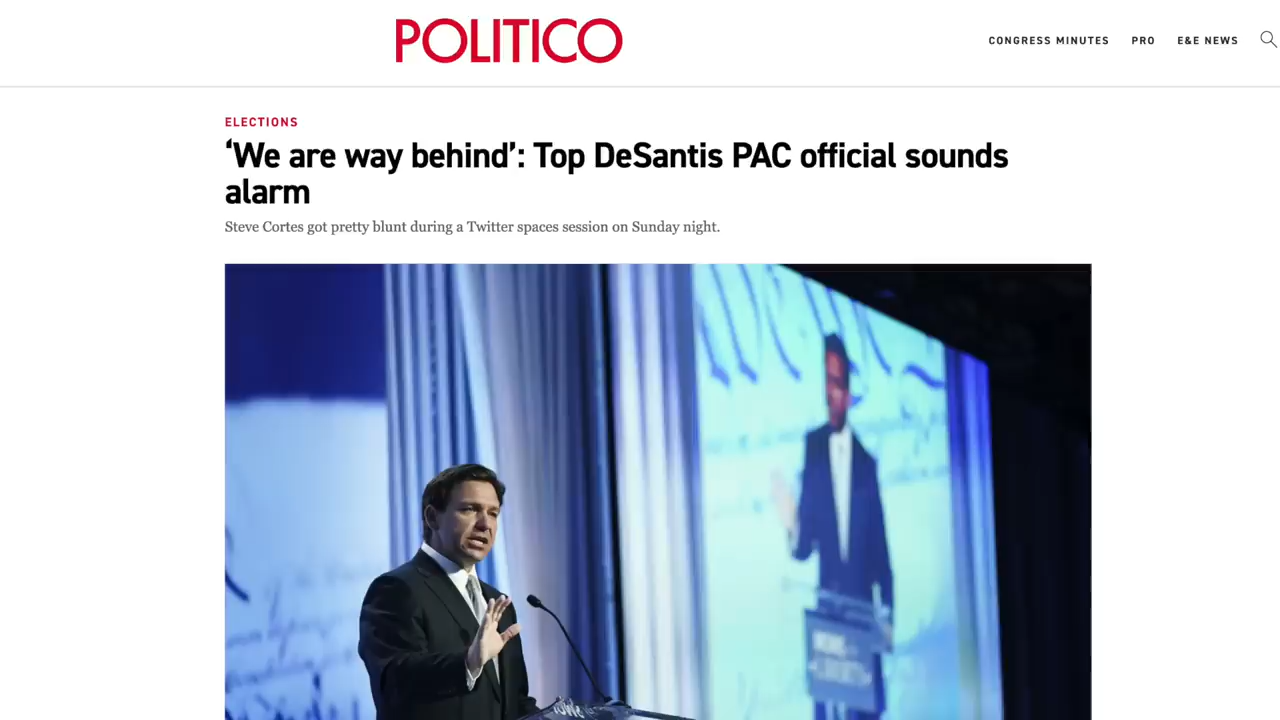 POLITICO
CONGRESS MINUTES PRO E&E NEWS
ELECTIONS
‘We are way behind’: Top DeSantis PAC official sounds
alarm
Steve Cortes got pretty blunt during a Twitter spaces session on Sunday night.